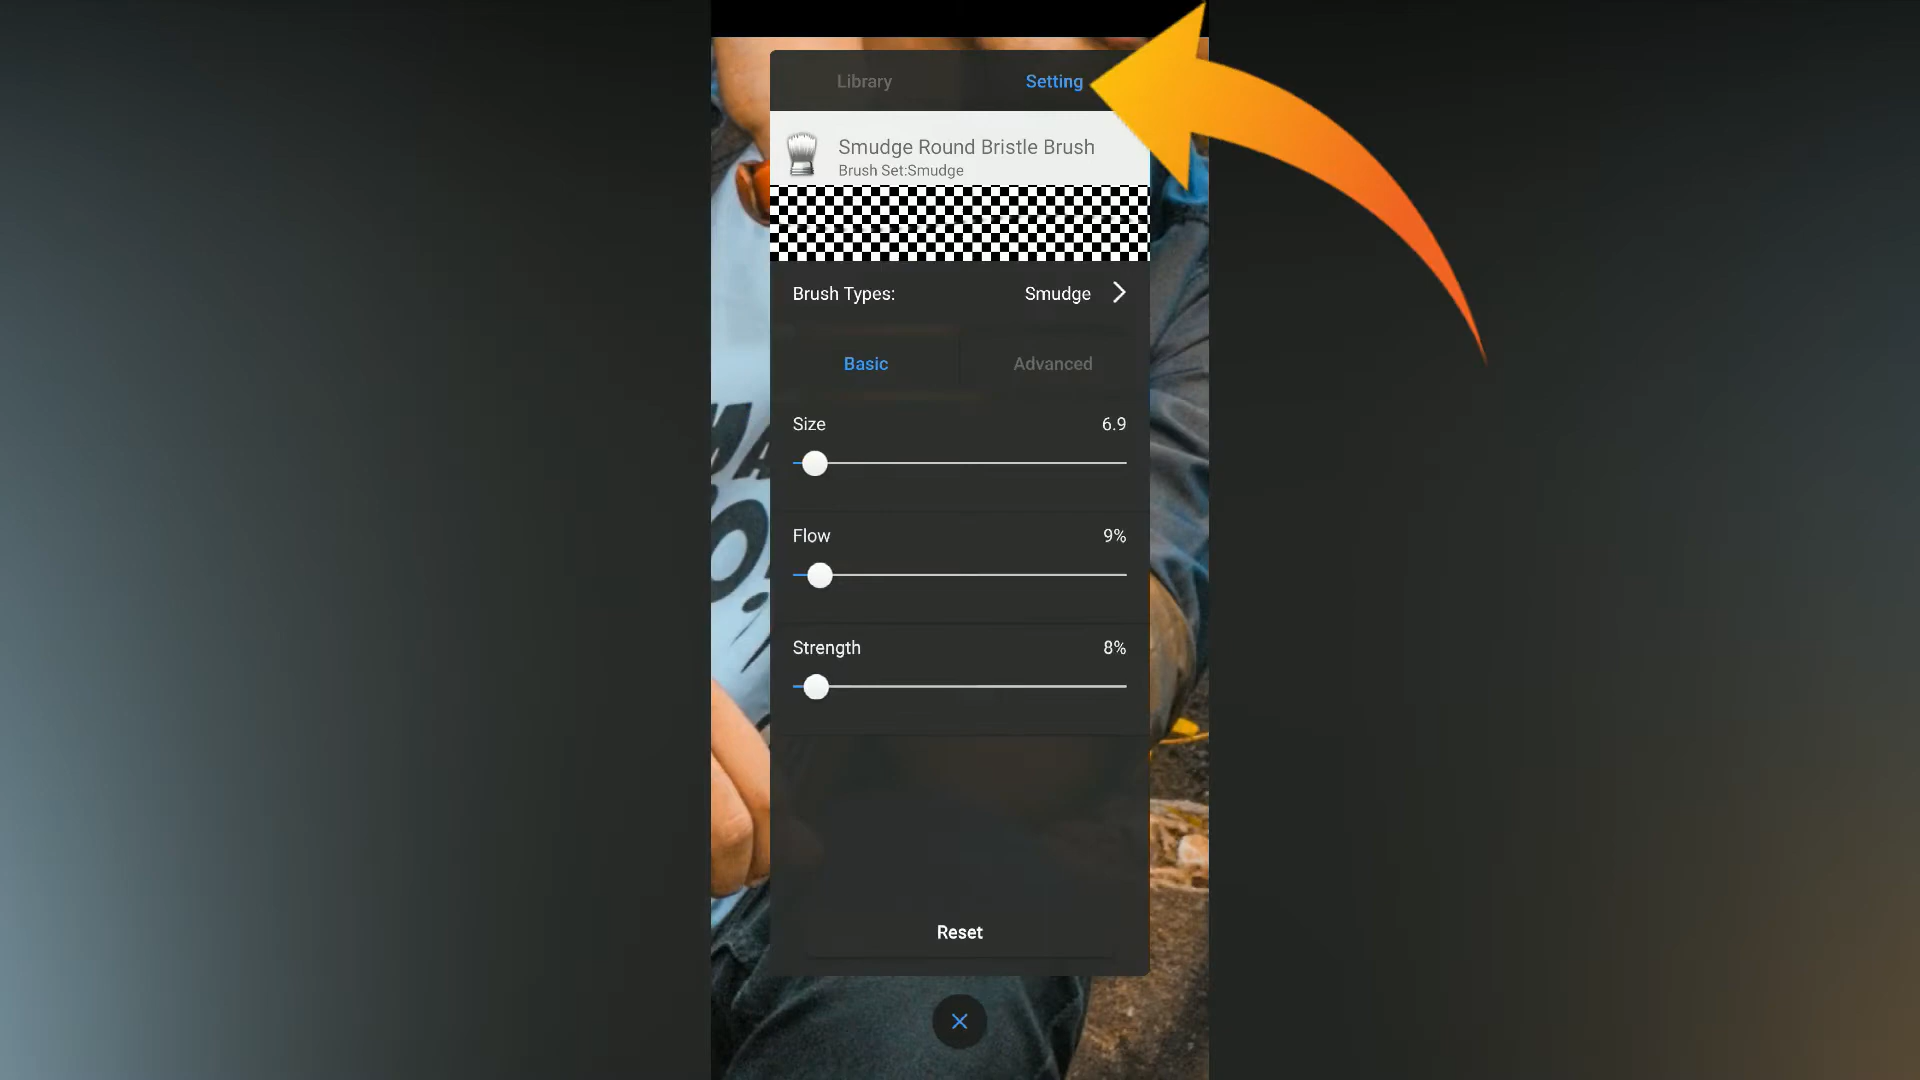 Library
Setting
Smudge Round Bristle Brush
Brush Set:Smudge
Brush Types:
Smudge
Basic
Advanced
Size
6.9
Flow
9%
Strength
8%
Reset